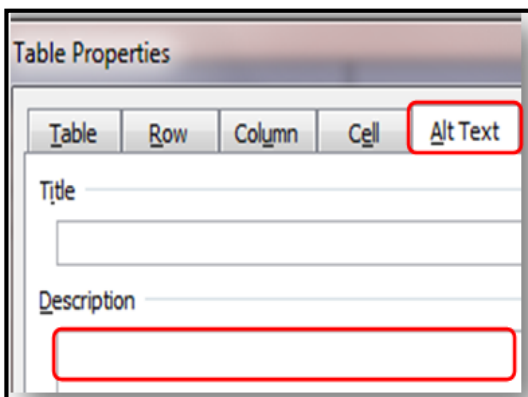 Table Properties
Table Row Column Cell Alt Text
Title
Description